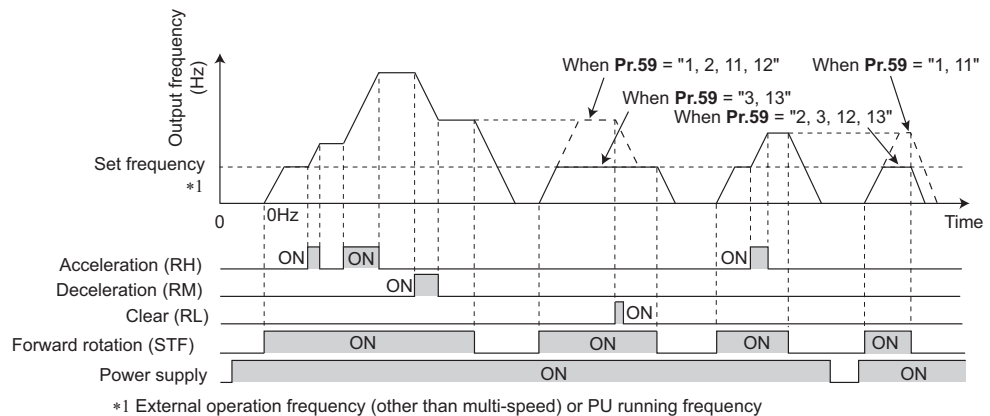 Output frequency
(Hz)
When Pr.59 = "1, 2, 11, 12"
When Pr.59 = "1, 11"
When Pr.59 = "3, 13"
When Pr.59 = "2, 3, 12, 13"
Set frequency
*1
0
0Hz
Time
Acceleration (RH)
ON
ON
ON
Deceleration (RM)
ON
Clear (RL)
ON
Forward rotation (STF)
ON
ON
ON
ON
Power supply
ON
ON
*1 External operation frequency (other than multi-speed) or PU running frequency